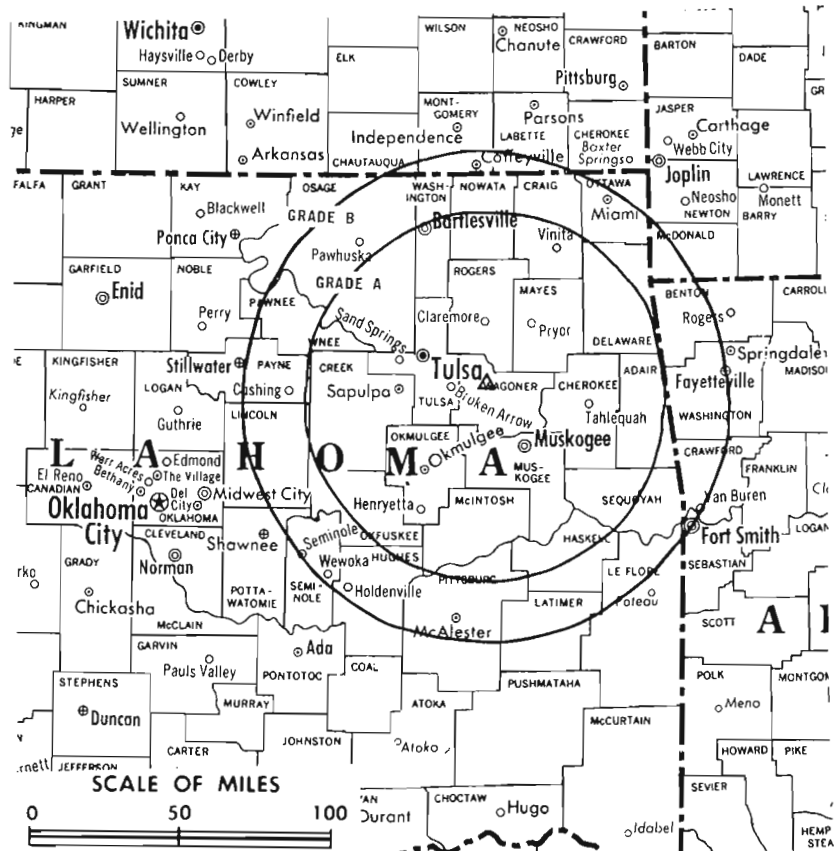 KINGMAN
Wichita
Haysville
Derby
WILSON
NEOSHO
Chanute
CRAWFORD
BARTON
DADE
ELK
Pittsburg
SUMNER
COWLEY
HARPER
MONT-
GOMERY
Parsons
JASPER
Carthage
Webb City
Wellington
Winfield
Independence
LABETTE
CHEROKEE
Baxter
Springs
Arkansas
CHAUTAUQUA
Coffeyville
Joplin
LAWRENCE
Monett
Neosho
NEWTON
BARRY
McDONALD
FALFA
GRANT
KAY
OSAGE
WASH-
INGTON
NOWATA
CRAIG
OTTAWA
Miami
Blackwell
GRADE B
Bartlesville
Ponca City
Pawhuska
Vinita
GARFIELD
NOBLE
GRADE A
ROGERS
MAYES
BENTON
CARROLL
Enid
PAWNEE
Perry
Sand Springs
Claremore
Pryor
Rogers
WNEE
DELAWARE
KINGFISHER
Stillwater
PAYNE
CREEK
Tulsa
ADAIR
Springdale
MADISO
Kingfisher
LOGAN
Cushing
Sapulpa
TULSA
WAGONER
Broken Arrow
CHEROKEE
Fayetteville
Guthrie
LINCOLN
Tahlequah
WASHINGTON
OKMULGEE
Okmulgee
Muskogee
CRAWFORD
L A H O M A
Edmond
Warr Acres
The Village
Bethany
El Reno
CANADIAN
Del
City
Midwest City
MUS-
KOGEE
FRANKLIN
Oklahoma
City
OKLAHOMA
Henryetta
McINTOSH
SEQUOYAH
Van Buren
CLEVELAND
Shawnee
Seminole
OKFUSKEE
HASKELL
Fort Smith
LOGAN
GRADY
Norman
Wewoka
HUGHES
SEBASTIAN
rko
Chickasha
POTTA-
WATOMIE
SEMI-
NOLE
Holdenville
PITTSBURG
LE FLORE
Poteau
LATIMER
SCOTT
A
McCLAIN
McAlester
GARVIN
Pauls Valley
Ada
PONTOTOC
COAL
STEPHENS
PUSHMATAHA
POLK
MONTGOM
Duncan
MURRAY
ATOKA
McCURTAIN
Meno
CARTER
JOHNSTON
Atoka
HOWARD
PIKE
JEFFERSON
SCALE OF MILES
0 50 100
CHOCTAW
Durant
Hugo
Idabel
SEVIER
HEMP